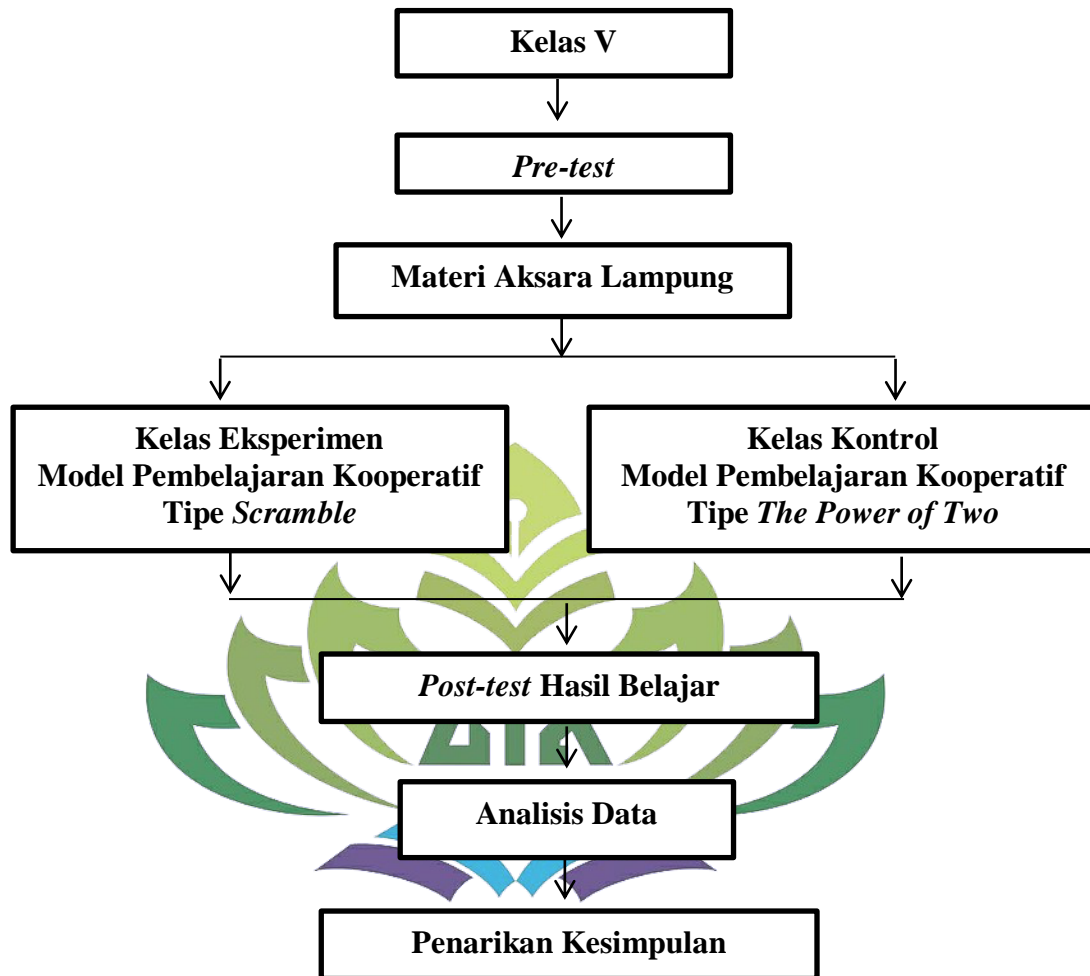 Kelas V
Pre-test
Materi Aksara Lampung
Kelas Eksperimen
Model Pembelajaran Kooperatif
Tipe Scramble
Kelas Kontrol
Model Pembelajaran Kooperatif
Tipe The Power of Two
Post-test Hasil Belajar
Analisis Data
Penarikan Kesimpulan